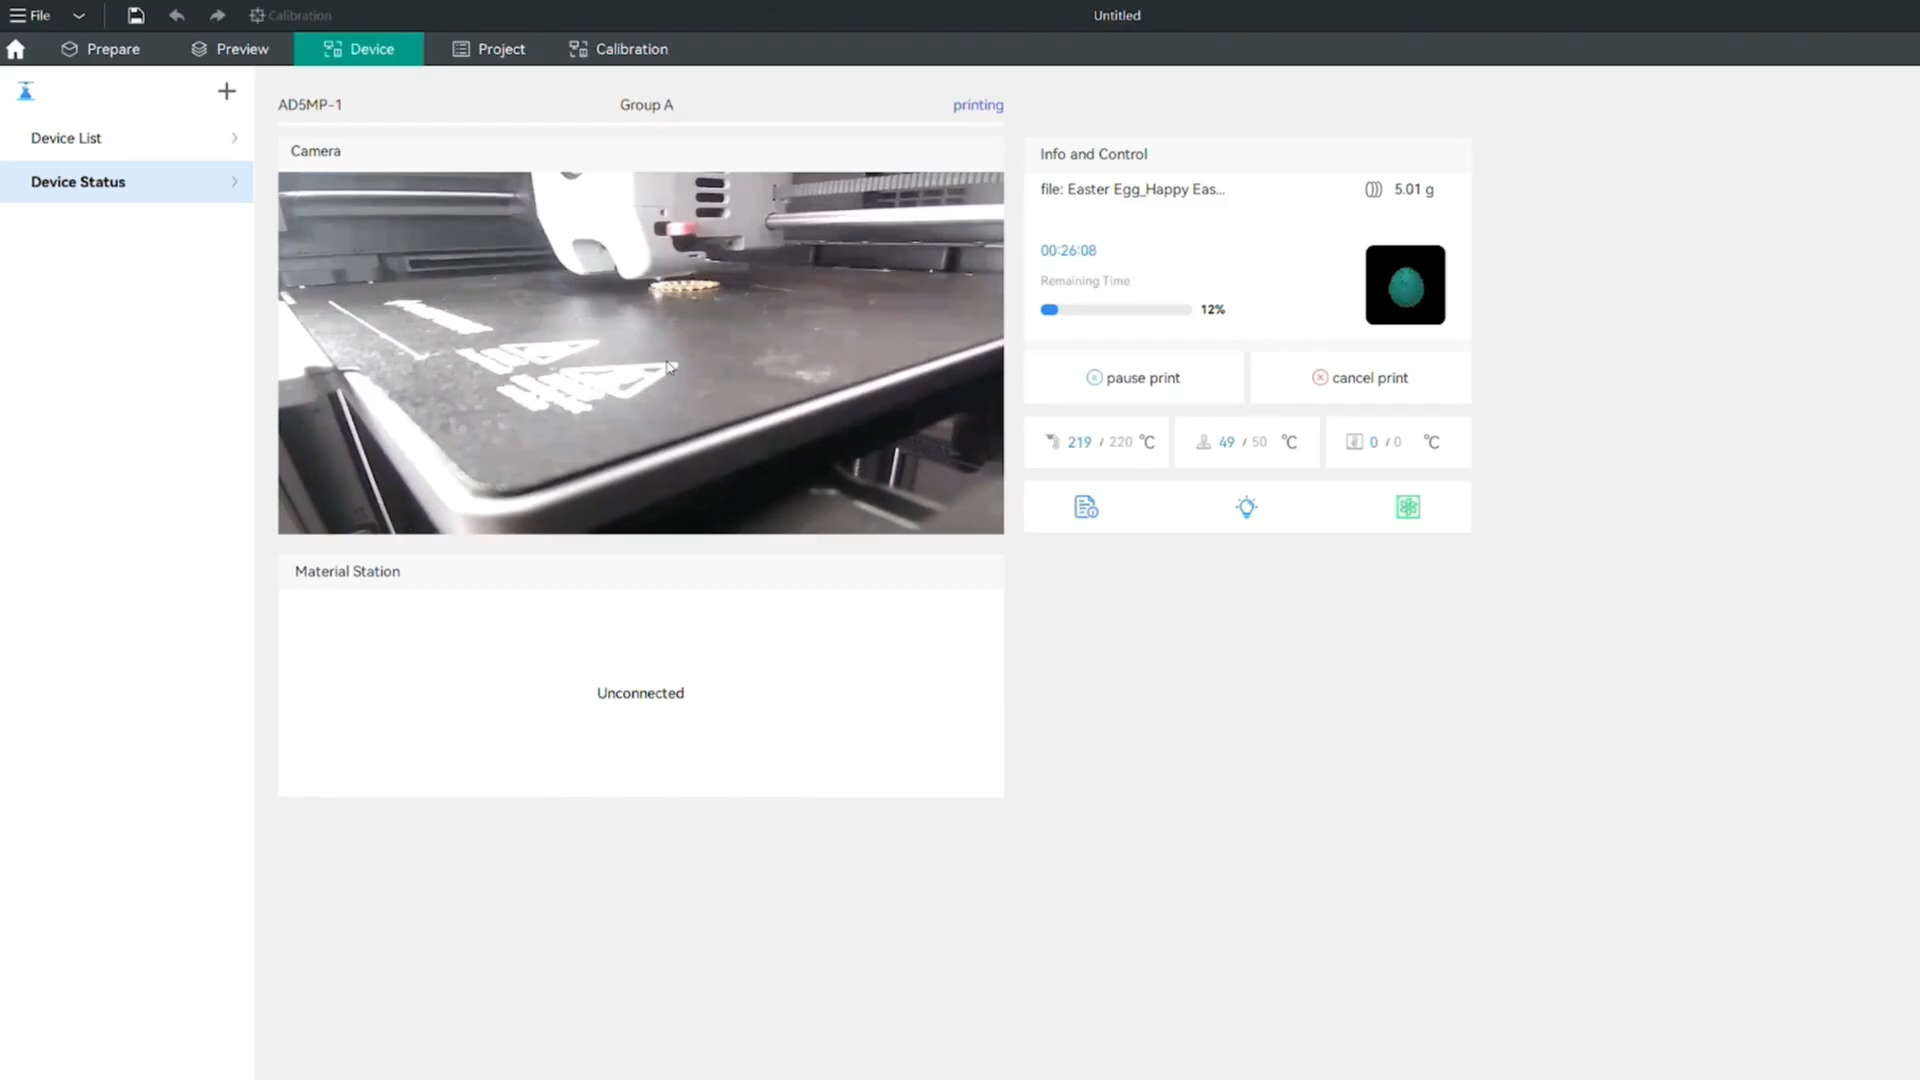 File
Calibration
Untitled
Prepare
Preview
Device
Project
Calibration
Device List
Device Status
AD5MP-1
Group A
printing
Camera
Info and Control
file: Easter Egg_Happy Eas...
5.01 g
00:26:08
Remaining Time
12%
pause print
cancel print
219 / 220 ℃
49 / 50 ℃
0 / 0 ℃
Material Station
Unconnected